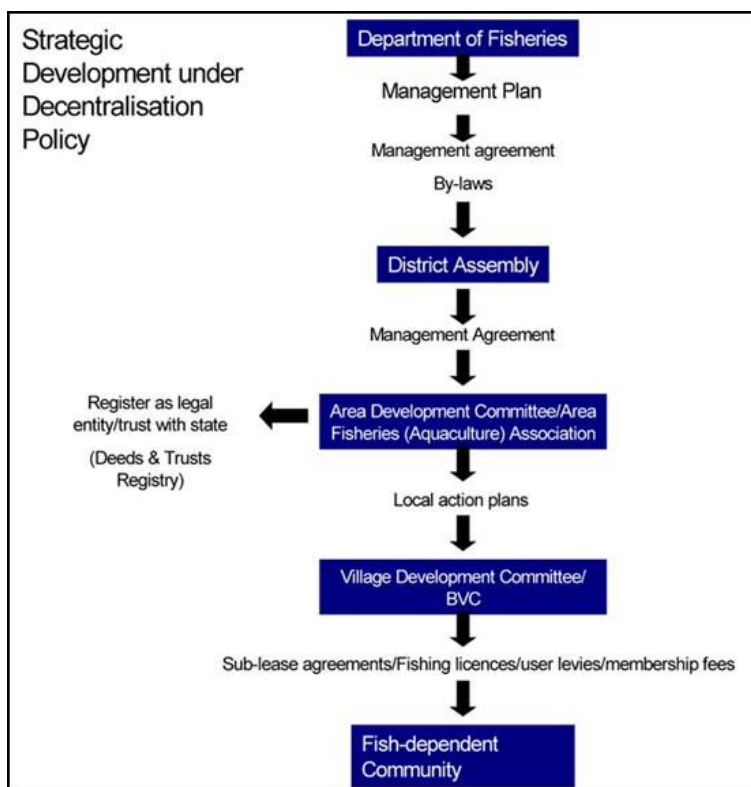 Strategic
Development under
Decentralisation
Policy
Department of Fisheries
Management Plan
Management agreement
By-laws
District Assembly
Management Agreement
Register as legal
entity/trust with state
(Deeds & Trusts
Registry)
Area Development Committee/Area
Fisheries (Aquaculture) Association
Local action plans
Village Development Committee/
BVC
Sub-lease agreements/Fishing licences/user levies/membership fees
Fish-dependent
Community